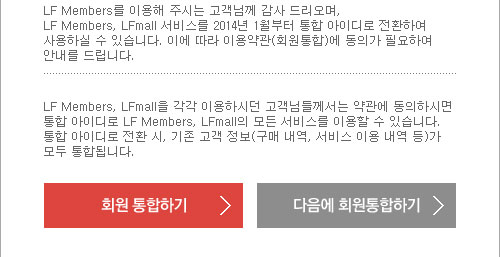 LF Members를 이용해 주시는 고객님께 감사 드리오며,
LF Members, LFmall 서비스를 2014년 1월부터 통합 아이디로 전환하여
사용하실 수 있습니다. 이에 따라 이용약관(회원통합)에 동의가 필요하여
안내를 드립니다.
LF Members, LFmall을 각각 이용하시던 고객님들께서는 약관에 동의하시면
통합 아이디로 LF Members, LFmall의 모든 서비스를 이용할 수 있습니다.
통합 아이디로 전환 시, 기존 고객 정보(구매 내역, 서비스 이용 내역 등)가
모두 통합됩니다.
회원 통합하기
다음에 회원통합하기